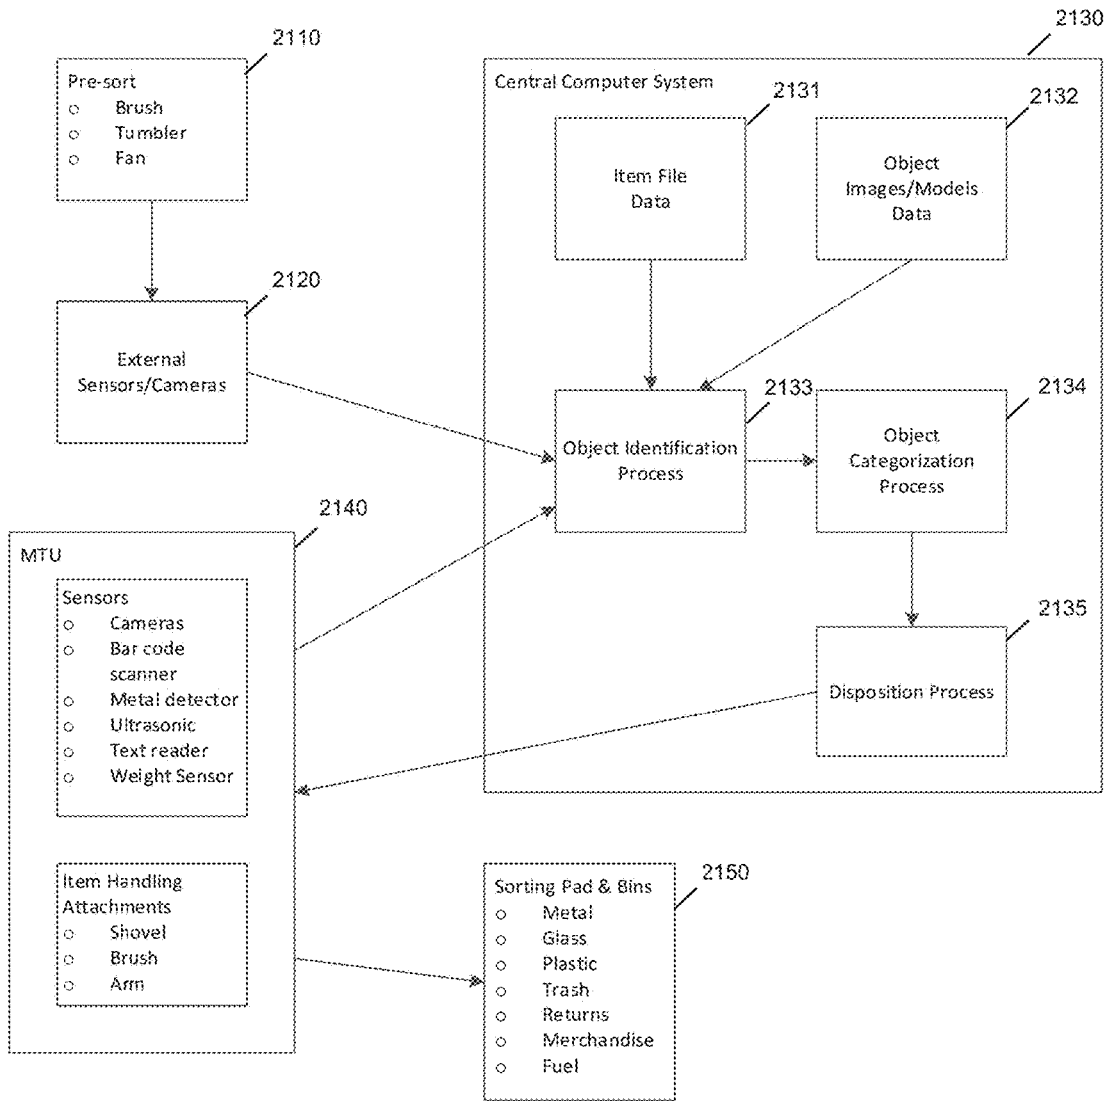 2110
Pre-sort
○ Brush
○ Tumbler
○ Fan
2120
External
Sensors/Cameras
2130
Central Computer System
2131
Item File
Data
2132
Object
Images/Models
Data
2133
Object Identification
Process
2134
Object
Categorization
Process
2135
Disposition Process
2140
MTU
Sensors
○ Cameras
○ Bar code
scanner
○ Metal detector
○ Ultrasonic
○ Text reader
○ Weight Sensor
Item Handling
Attachments
○ Shovel
○ Brush
○ Arm
2150
Sorting Pad & Bins
○ Metal
○ Glass
○ Plastic
○ Trash
○ Returns
○ Merchandise
○ Fuel